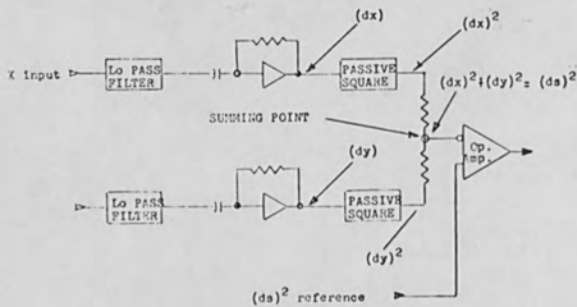 (dx)
(dx)²
X input
Lo PASS
FILTER
PASSIVE
SQUARE
(dx)²+(dy)²= (ds)²
SUMMING POINT
Op.
Amp.
(dy)
Lo PASS
FILTER
PASSIVE
SQUARE
(dy)²
(ds)² reference